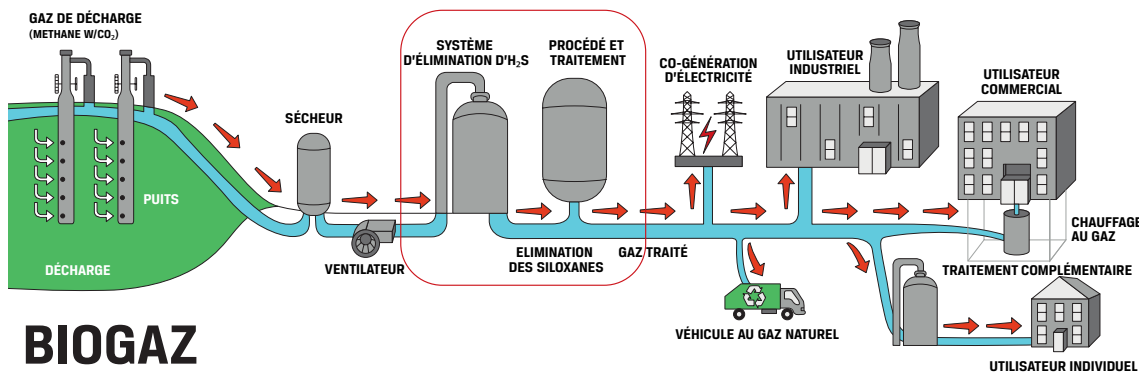 GAZ DE DÉCHARGE
(METHANE W/CO₂)
PUITS
DÉCHARGE
BIOGAZ
SÉCHEUR
VENTILATEUR
SYSTÈME
D'ÉLIMINATION D'H₂S
PROCÉDÉ ET
TRAITEMENT
ELIMINATION
DES SILOXANES
GAZ TRAITÉ
CO-GÉNÉRATION
D'ÉLECTRICITÉ
UTILISATEUR
INDUSTRIEL
UTILISATEUR
COMMERCIAL
CHAUFFAGE
AU GAZ
TRAITEMENT COMPLÉMENTAIRE
VÉHICULE AU GAZ NATUREL
UTILISATEUR INDIVIDUEL